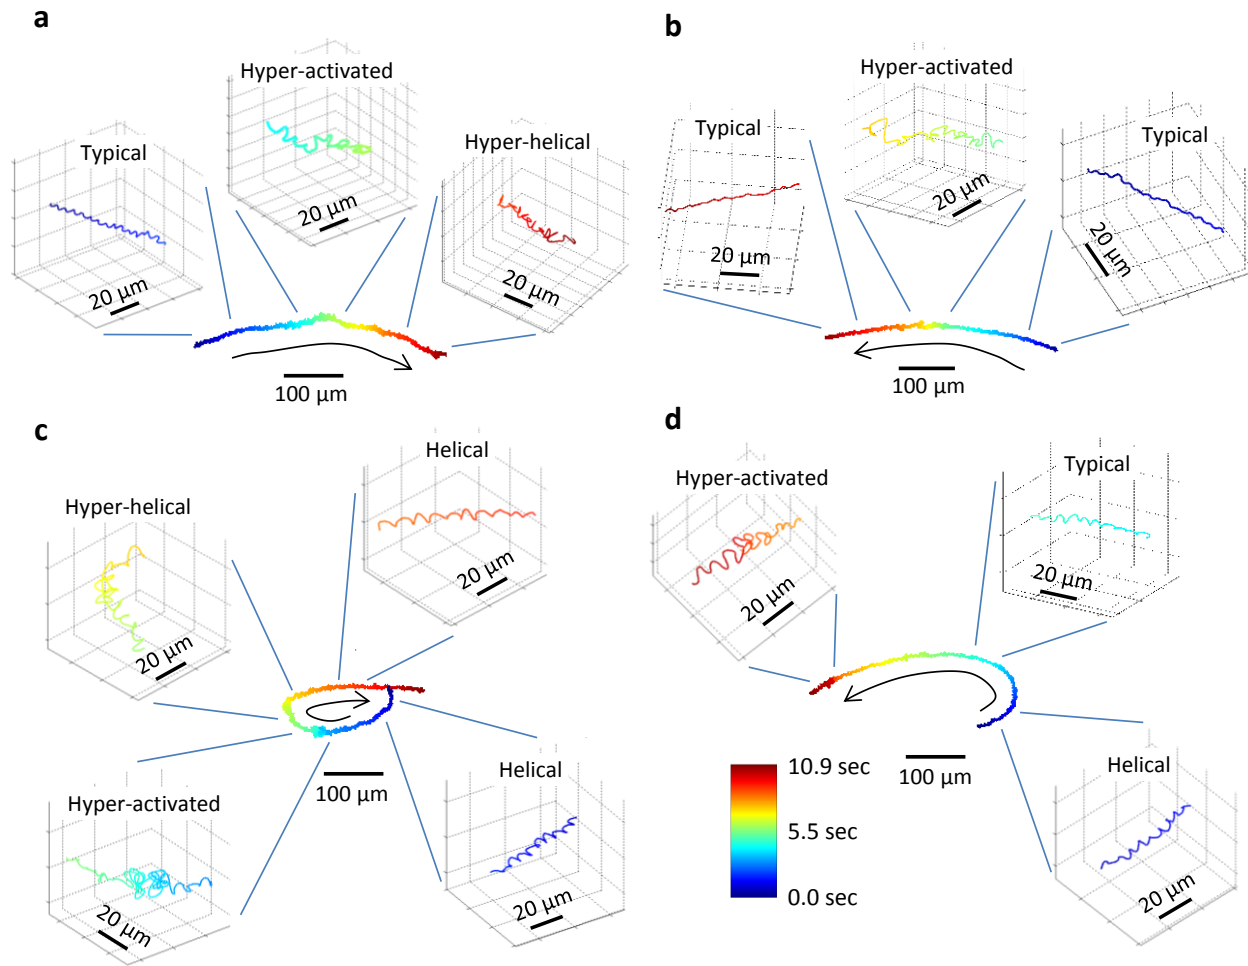 a
Hyper-activated
Typical
Hyper-helical
20 µm
20 µm
20 µm
100 µm
b
Hyper-activated
Typical
Typical
20 µm
20 µm
20 µm
100 µm
c
Helical
Hyper-helical
20 µm
20 µm
100 µm
Helical
Hyper-activated
20 µm
20 µm
d
Typical
Hyper-activated
20 µm
20 µm
100 µm
Helical
10.9 sec
5.5 sec
0.0 sec
20 µm